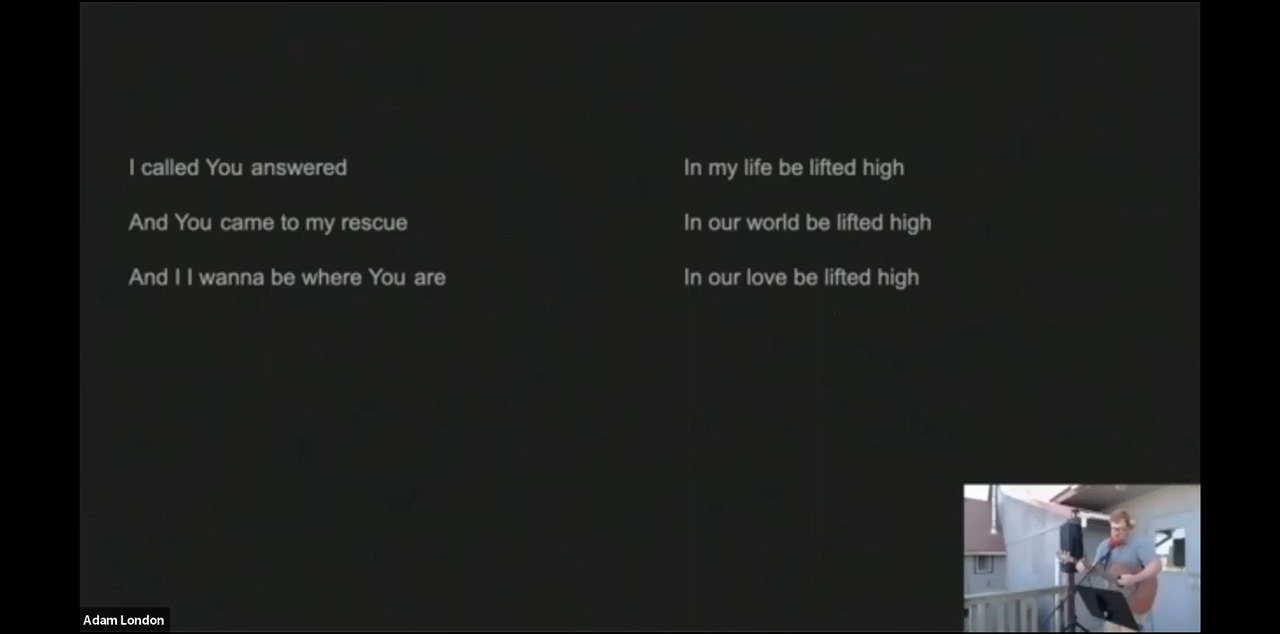 I called You answered
And You came to my rescue
And I I wanna be where You are
In my life be lifted high
In our world be lifted high
In our love be lifted high
Adam London